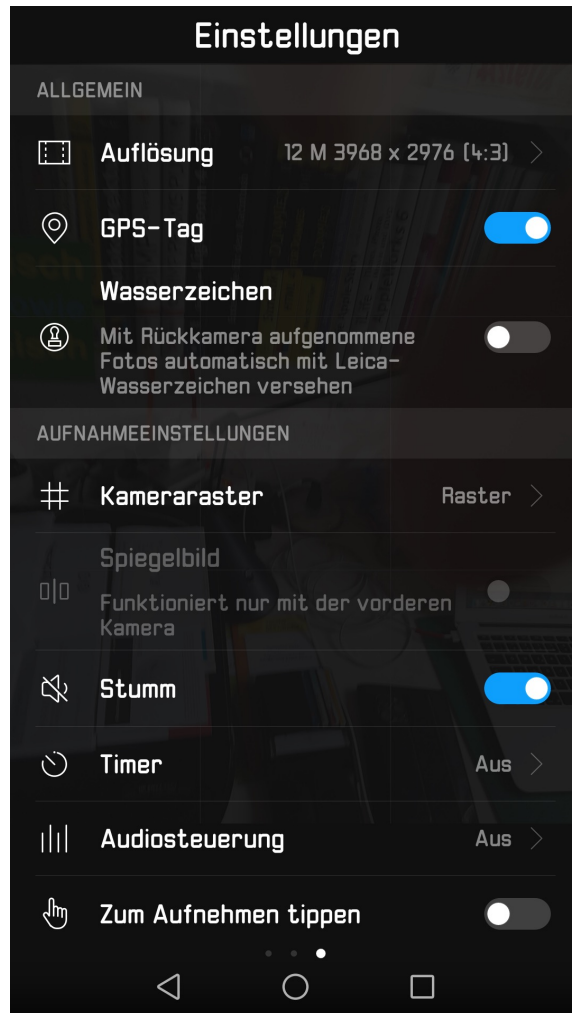 Einstellungen
ALLGEMEIN
Auflösung 12 M 3968 x 2976 (4:3)
GPS-Tag
Wasserzeichen
Mit Rückkamera aufgenommene
Fotos automatisch mit Leica-
Wasserzeichen versehen
AUFNAHMEEINSTELLUNGEN
Kameraraster Raster
Spiegelbild
Funktioniert nur mit der vorderen
Kamera
Stumm
Timer Aus
Audiosteuerung Aus
Zum Aufnehmen tippen